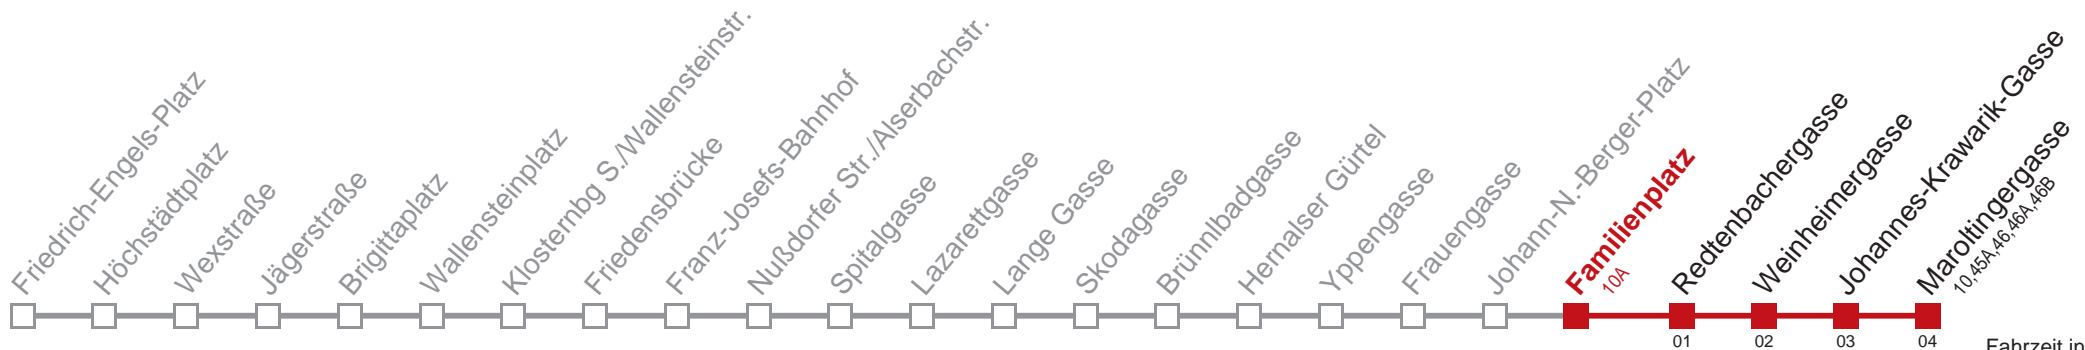 Friedrich-Engels-Platz
Höchstädtplatz
Wexstraße
Jägerstraße
Brigittaplatz
Wallensteinplatz
Klosternbg S./Wallensteinstr.
Friedensbrücke
Franz-Josefs-Bahnhof
Nußdorfer Str./Alserbachstr.
Spitalgasse
Lazarettgasse
Lange Gasse
Skodagasse
Brünnlbadgasse
Hernalser Gürtel
Yppengasse
Frauengasse
Johann-N.-Berger-Platz
Familienplatz
10A
Redtenbachergasse
Weinheimergasse
Johannes-Krawarik-Gasse
Maroltingergasse
10,45A,46,46A,46B
01
02
03
04
Fahrzeit in